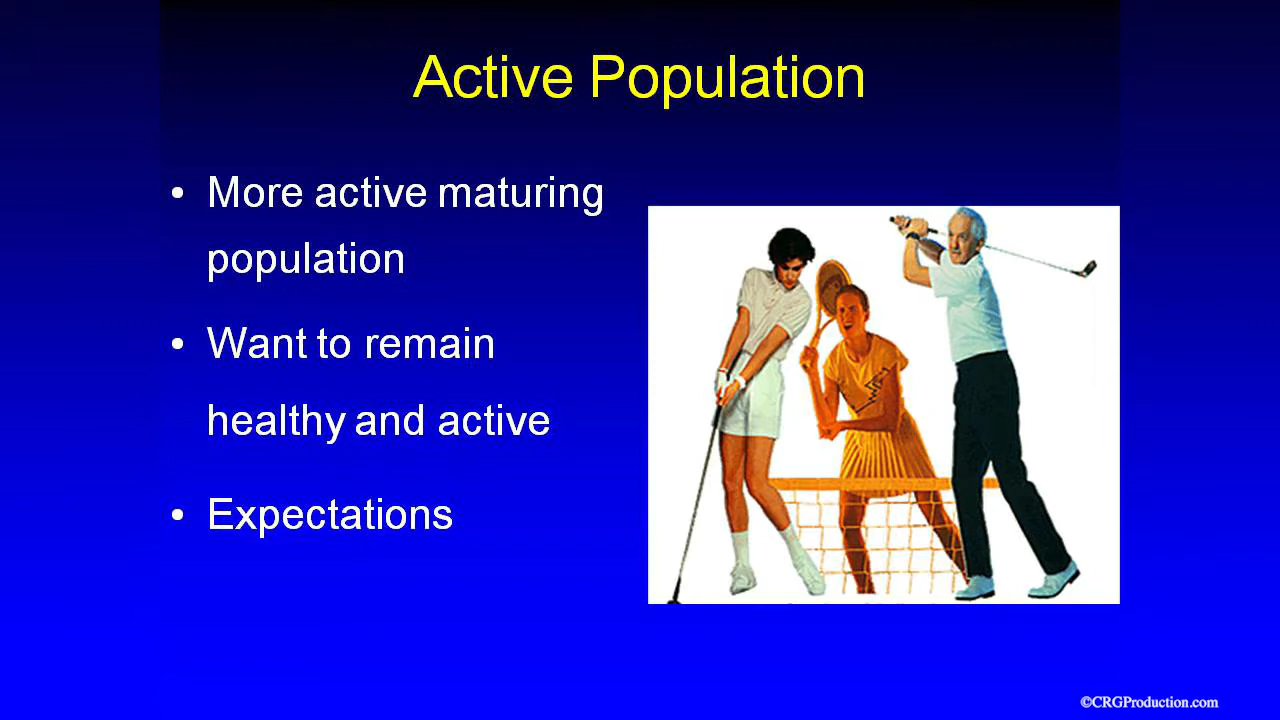 Active Population
• More active maturing
population
• Want to remain
healthy and active
• Expectations
©CRGProduction.com